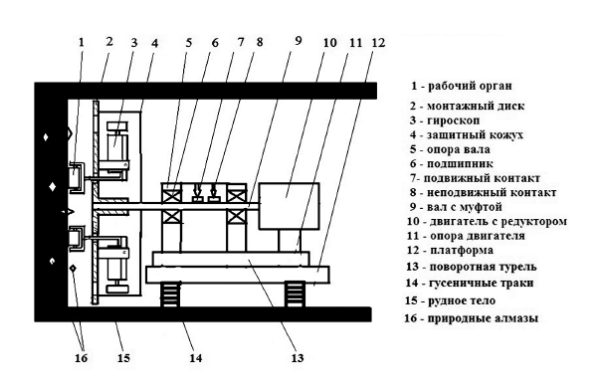 1 2 3 4 5 6 7 8 9 10 11 12
1 - рабочий орган
2 - монтажный диск
3 - гироскоп
4 - защитный кожух
5 - опора вала
6 - подшипник
7- подвижный контакт
8 - неподвижный контакт
9 - вал с муфтой
10 - двигатель с редуктором
11 - опора двигателя
12 - платформа
13 - поворотная турель
14 - гусеничные траки
15 - рудное тело
16 - природные алмазы
16 15 14 13